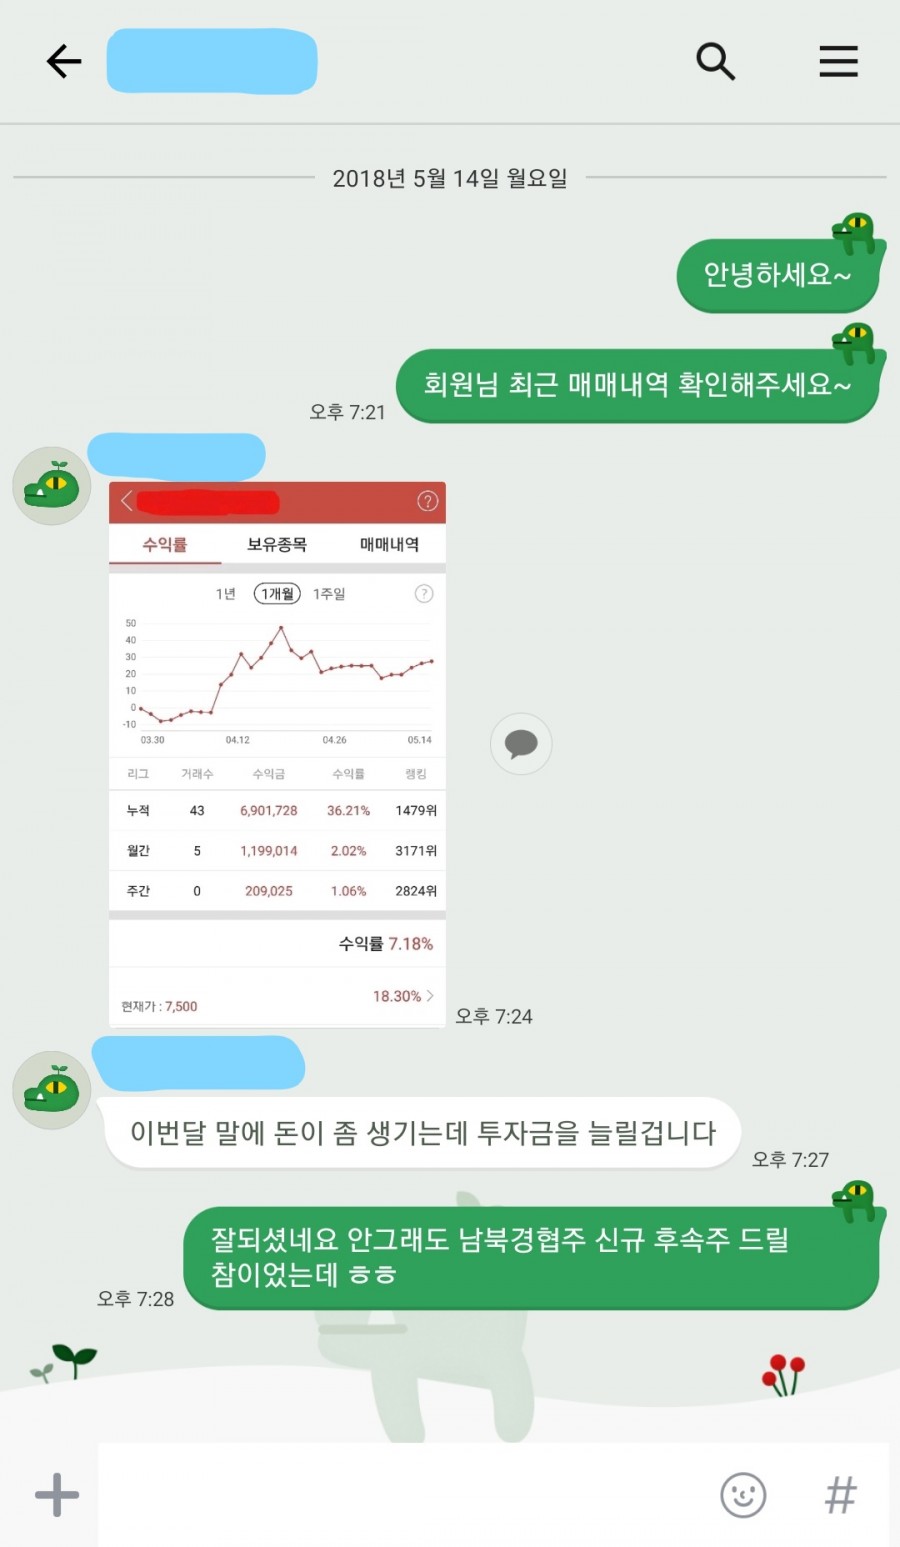 2018년 5월 14일 월요일
안녕하세요~
회원님 최근 매매내역 확인해주세요~
오후 7:21
?
수익률 보유종목 매매내역
1년 1개월 1주일 ?
50
40
30
20
10
0
-10
03.30 04.12 04.26 05.14
리그 거래수 수익금 수익률 랭킹
누적 43 6,901,728 36.21% 1479위
월간 5 1,199,014 2.02% 3171위
주간 0 209,025 1.06% 2824위
수익률 7.18%
18.30%
현재가 : 7,500
오후 7:24
이번달 말에 돈이 좀 생기는데 투자금을 늘릴겁니다
오후 7:27
잘되셨네요 안그래도 남북경협주 신규 후속주 드릴
참이었는데 ㅎㅎ
오후 7:28
#